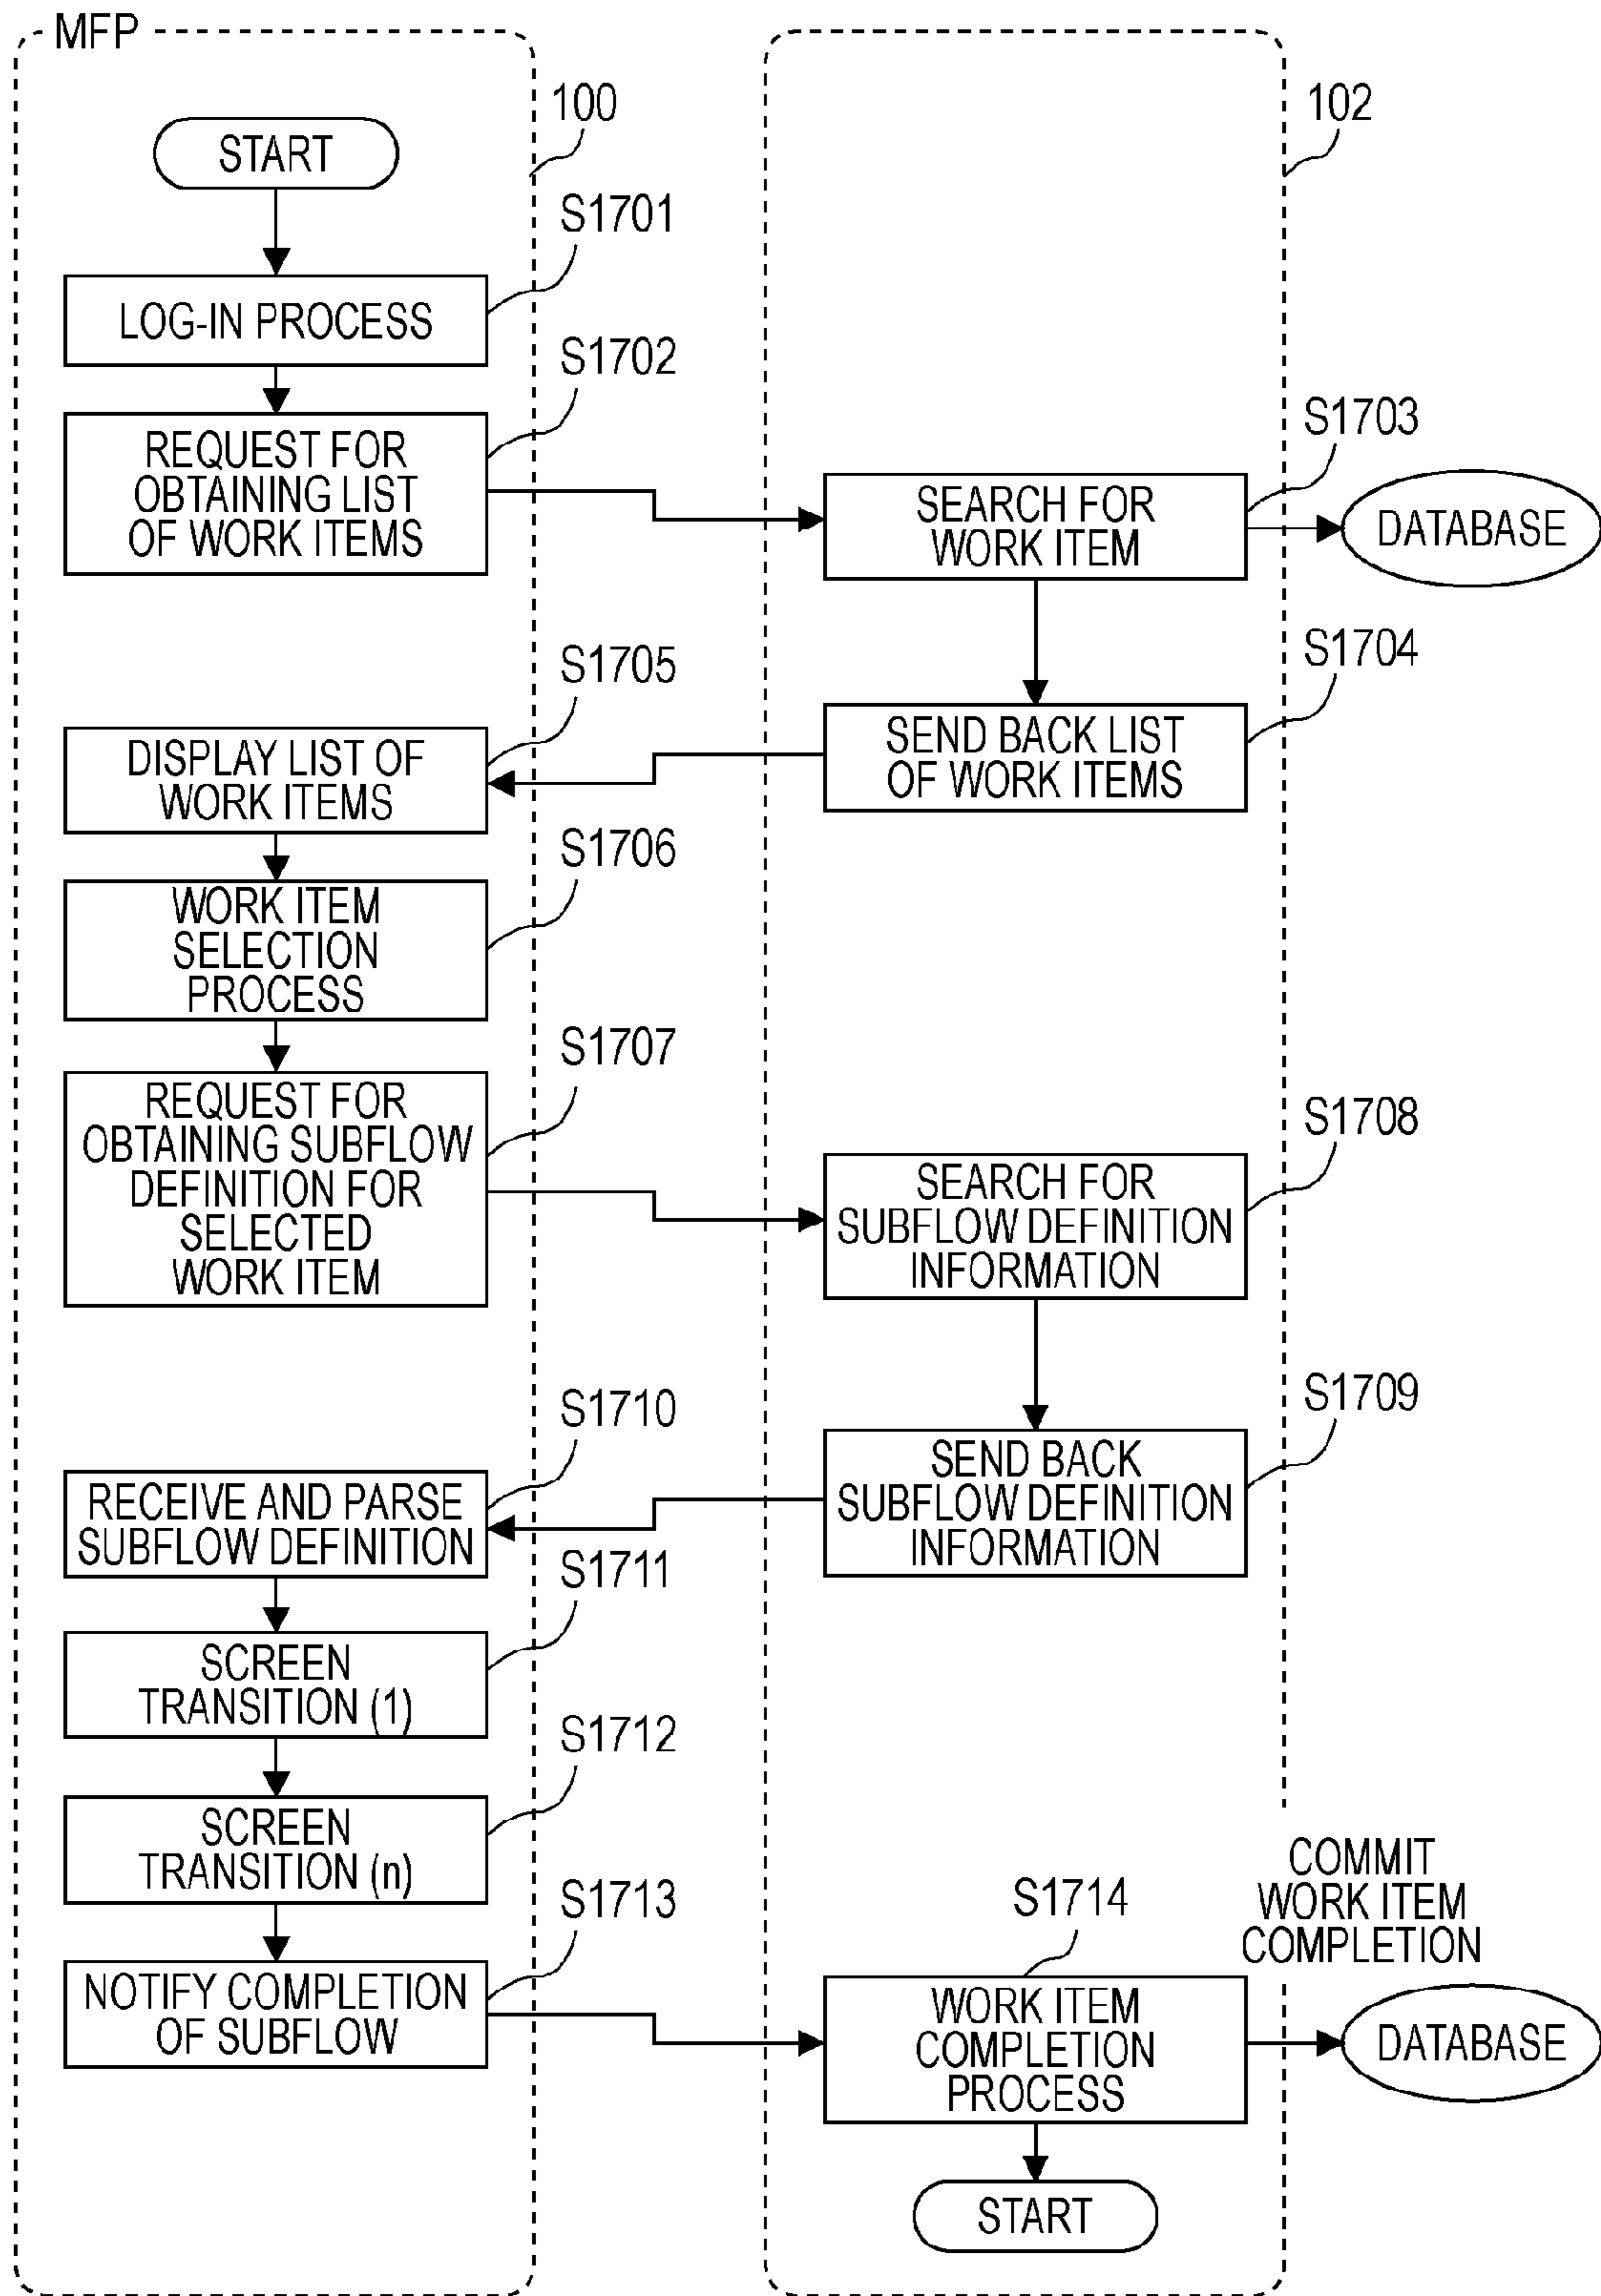 MFP
100
102
START
S1701
LOG-IN PROCESS
S1702
REQUEST FOR
OBTAINING LIST
OF WORK ITEMS
S1703
SEARCH FOR
WORK ITEM
DATABASE
S1704
SEND BACK LIST
OF WORK ITEMS
S1705
DISPLAY LIST OF
WORK ITEMS
S1706
WORK ITEM
SELECTION
PROCESS
S1707
REQUEST FOR
OBTAINING SUBFLOW
DEFINITION FOR
SELECTED
WORK ITEM
S1708
SEARCH FOR
SUBFLOW DEFINITION
INFORMATION
S1709
SEND BACK
SUBFLOW DEFINITION
INFORMATION
S1710
RECEIVE AND PARSE
SUBFLOW DEFINITION
S1711
SCREEN
TRANSITION (1)
S1712
SCREEN
TRANSITION (n)
S1713
NOTIFY COMPLETION
OF SUBFLOW
S1714
WORK ITEM
COMPLETION
PROCESS
COMMIT
WORK ITEM
COMPLETION
DATABASE
START